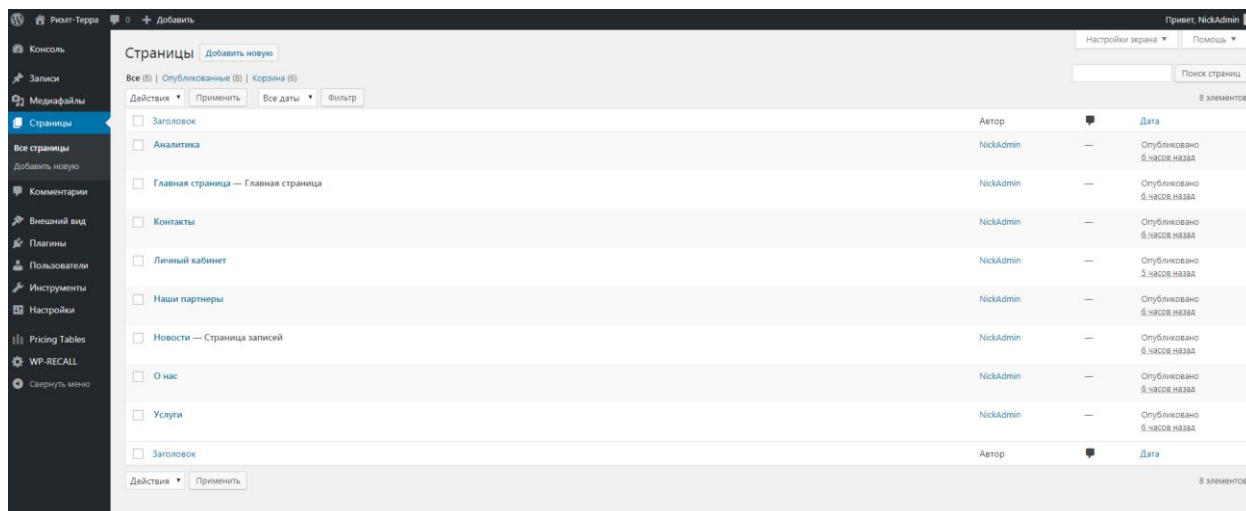 Риэлт-Терра 0 + Добавить Привет, NickAdmin
Консоль
Записи
Медиафайлы
Страницы
Все страницы
Добавить новую
Комментарии
Внешний вид
Плагины
Пользователи
Инструменты
Настройки
Pricing Tables
WP-RECALL
Свернуть меню
Настройки экрана ▼ Помощь ▼
Страницы Добавить новую
Все (8) | Опубликованные (8) | Корзина (6)
Поиск страниц
Действия ▼ Применить Все даты ▼ Фильтр 8 элементов
Заголовок Автор Дата
Аналитика NickAdmin — Опубликовано
6 часов назад
Главная страница — Главная страница NickAdmin — Опубликовано
6 часов назад
Контакты NickAdmin — Опубликовано
6 часов назад
Личный кабинет NickAdmin — Опубликовано
5 часов назад
Наши партнеры NickAdmin — Опубликовано
6 часов назад
Новости — Страница записей NickAdmin — Опубликовано
6 часов назад
О нас NickAdmin — Опубликовано
6 часов назад
Услуги NickAdmin — Опубликовано
6 часов назад
Заголовок Автор Дата
Действия ▼ Применить 8 элементов